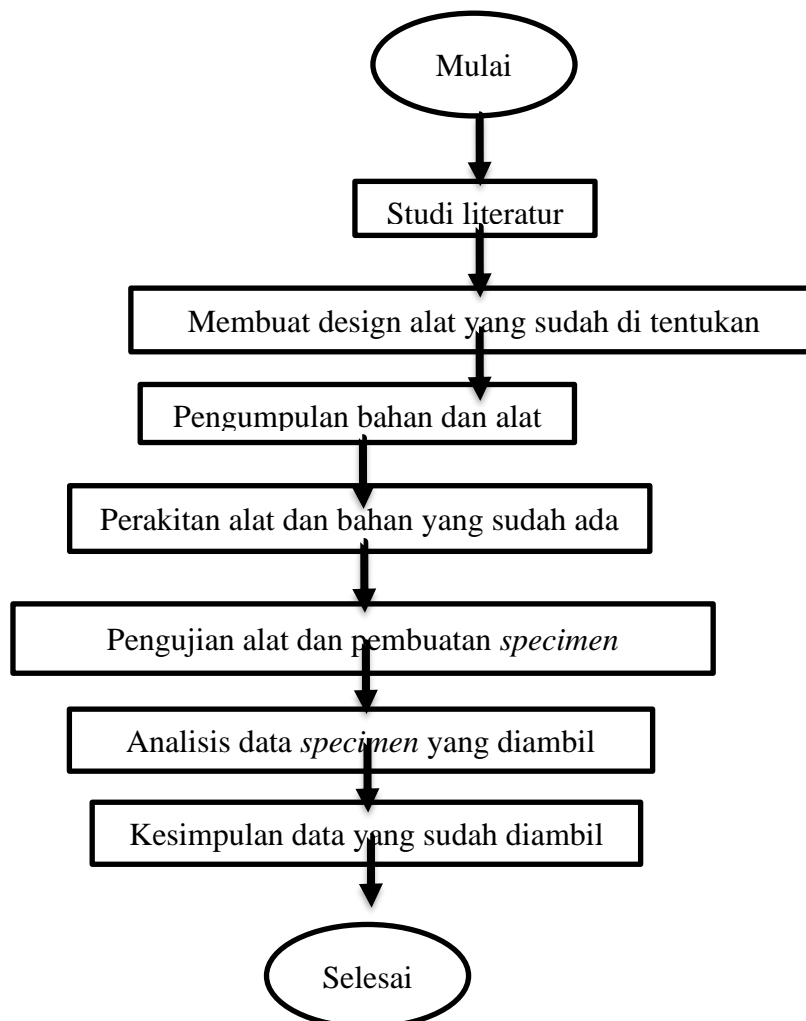 Mulai
Studi literatur
Membuat design alat yang sudah di tentukan
Pengumpulan bahan dan alat
Perakitan alat dan bahan yang sudah ada
Pengujian alat dan pembuatan specimen
Analisis data specimen yang diambil
Kesimpulan data yang sudah diambil
Selesai